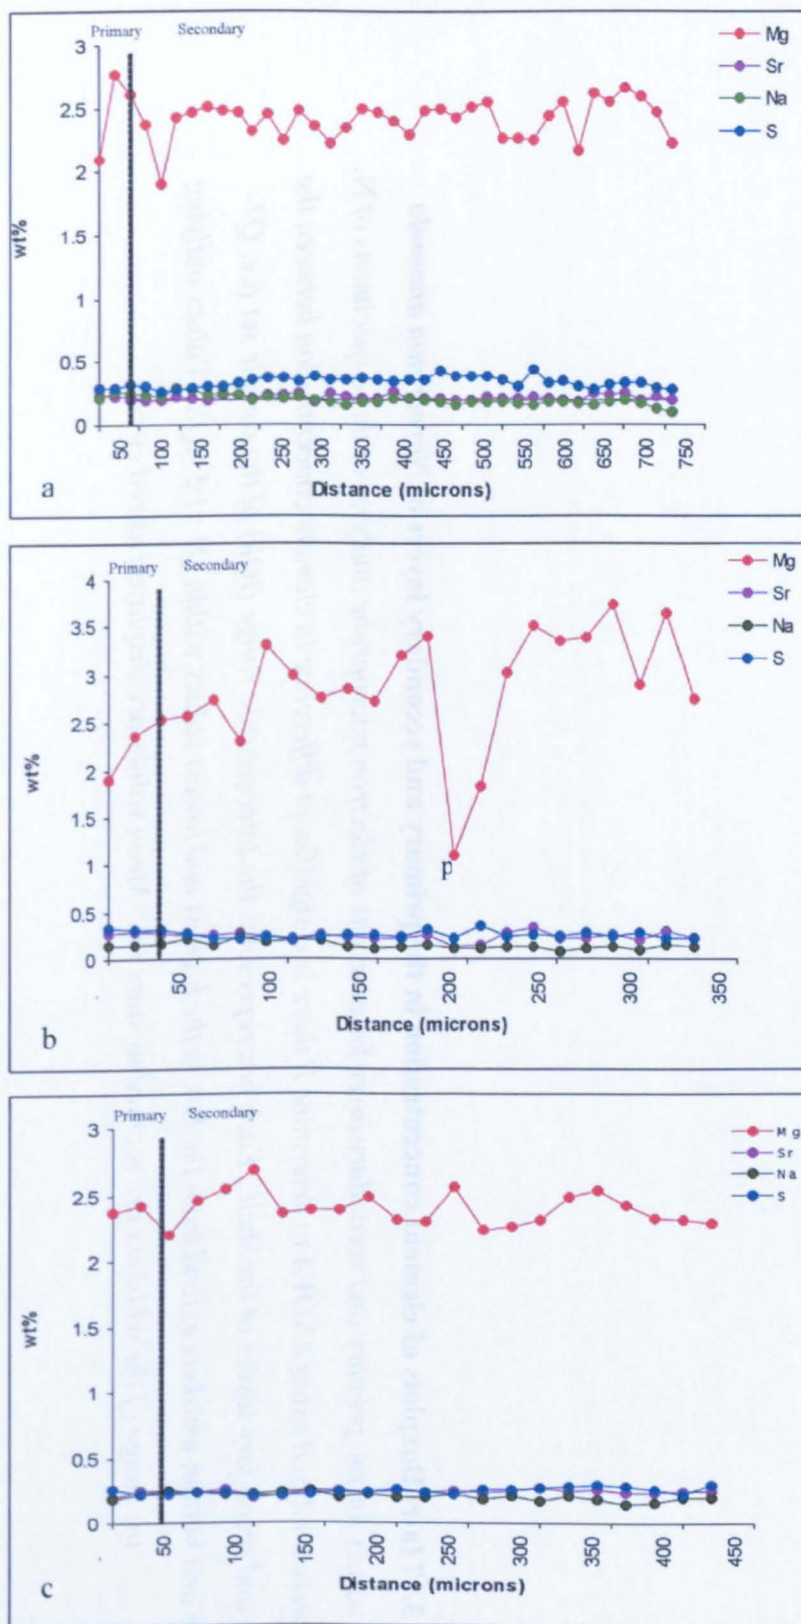 Primary Secondary
Mg
Sr
Na
S
3
2.5
2
1.5
1
0.5
0
wt%
50
100
150
200
250
300
350
400
450
500
550
600
650
700
750
Distance (microns)
a
Primary Secondary
Mg
Sr
Na
S
4
3.5
3
2.5
2
1.5
1
0.5
0
wt%
p
50
100
150
200
250
300
350
Distance (microns)
b
Primary Secondary
Mg
Sr
Na
S
3
2.5
2
1.5
1
0.5
0
wt%
50
100
150
200
250
300
350
400
450
Distance (microns)
c